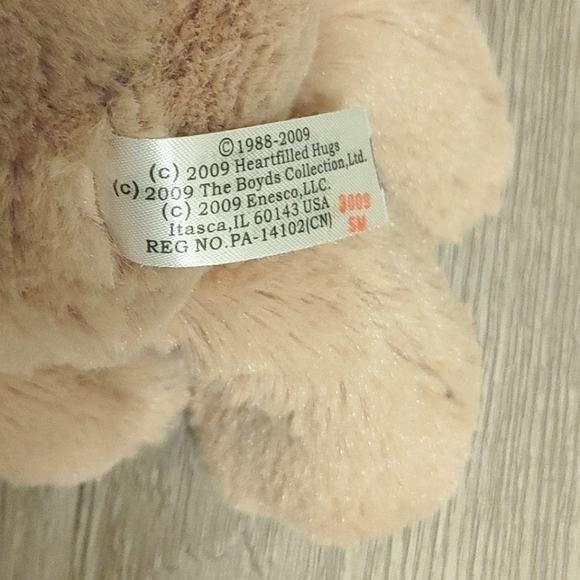 ©1988-2009
(c) 2009 Heartfilled Hugs
(c) 2009 The Boyds Collection,Ltd.
(c) 2009 Enesco,LLC.
Itasca,IL 60143 USA
REG NO.PA-14102(CN)
3009
SM